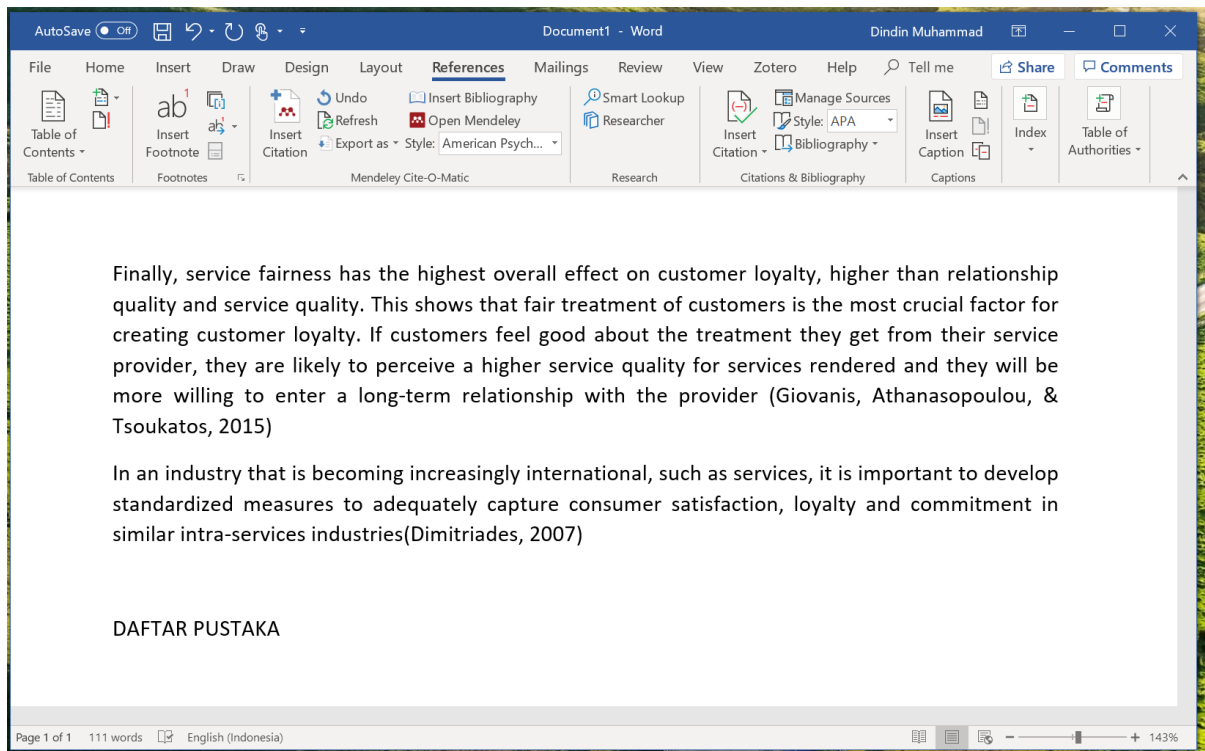 AutoSave Off Document1 - Word Dindin Muhammad
File Home Insert Draw Design Layout References Mailings Review View Zotero Help Tell me Share Comments
Table of Contents
Table of Contents
ab1 Insert Footnote
ab
Footnotes
Insert Citation
Undo
Refresh
Export as
Insert Bibliography
Open Mendeley
Style: American Psych...
Mendeley Cite-O-Matic
Smart Lookup
Researcher
Research
Insert Citation
Manage Sources
Style: APA
Bibliography
Citations & Bibliography
Insert Caption
Captions
Index
Table of Authorities
Finally, service fairness has the highest overall effect on customer loyalty, higher than relationship
quality and service quality. This shows that fair treatment of customers is the most crucial factor for
creating customer loyalty. If customers feel good about the treatment they get from their service
provider, they are likely to perceive a higher service quality for services rendered and they will be
more willing to enter a long-term relationship with the provider (Giovanis, Athanasopoulou, &
Tsoukatos, 2015)
In an industry that is becoming increasingly international, such as services, it is important to develop
standardized measures to adequately capture consumer satisfaction, loyalty and commitment in
similar intra-services industries(Dimitriades, 2007)
DAFTAR PUSTAKA
Page 1 of 1 111 words English (Indonesia) 143%